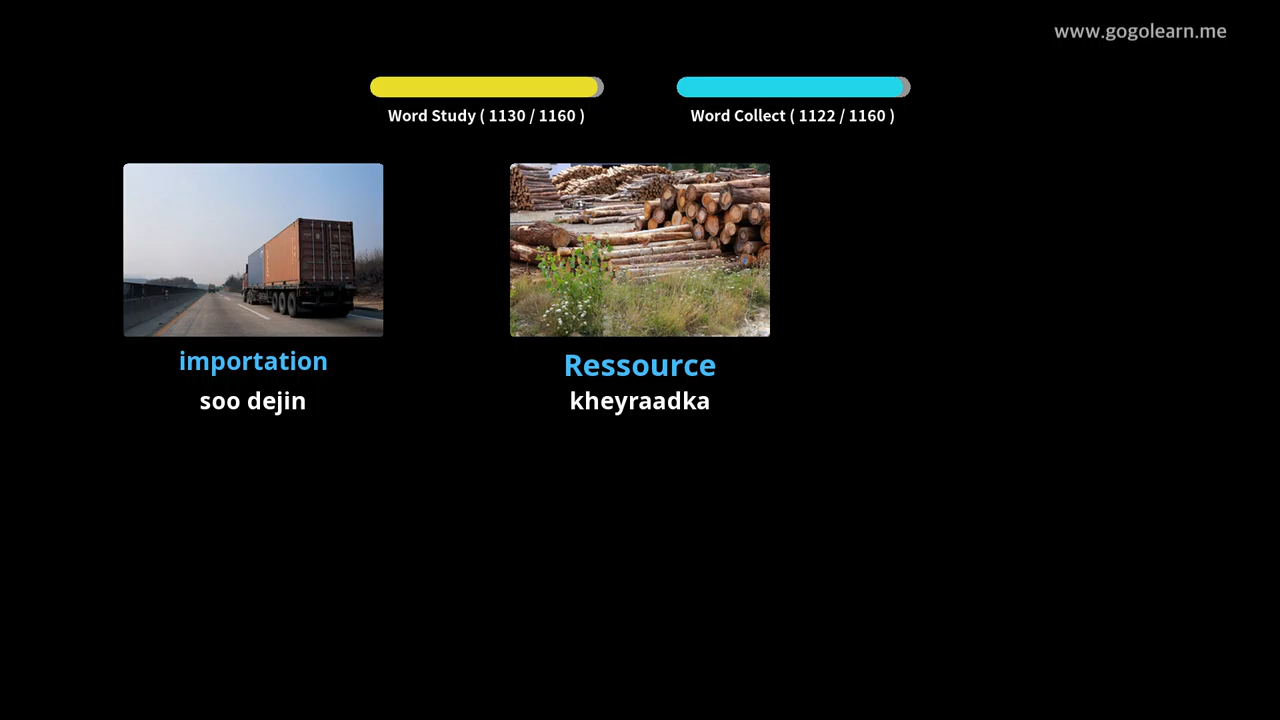 www.gogolearn.me
Word Study ( 1130 / 1160 )
Word Collect ( 1122 / 1160 )
importation
soo dejin
Ressource
kheyraadka